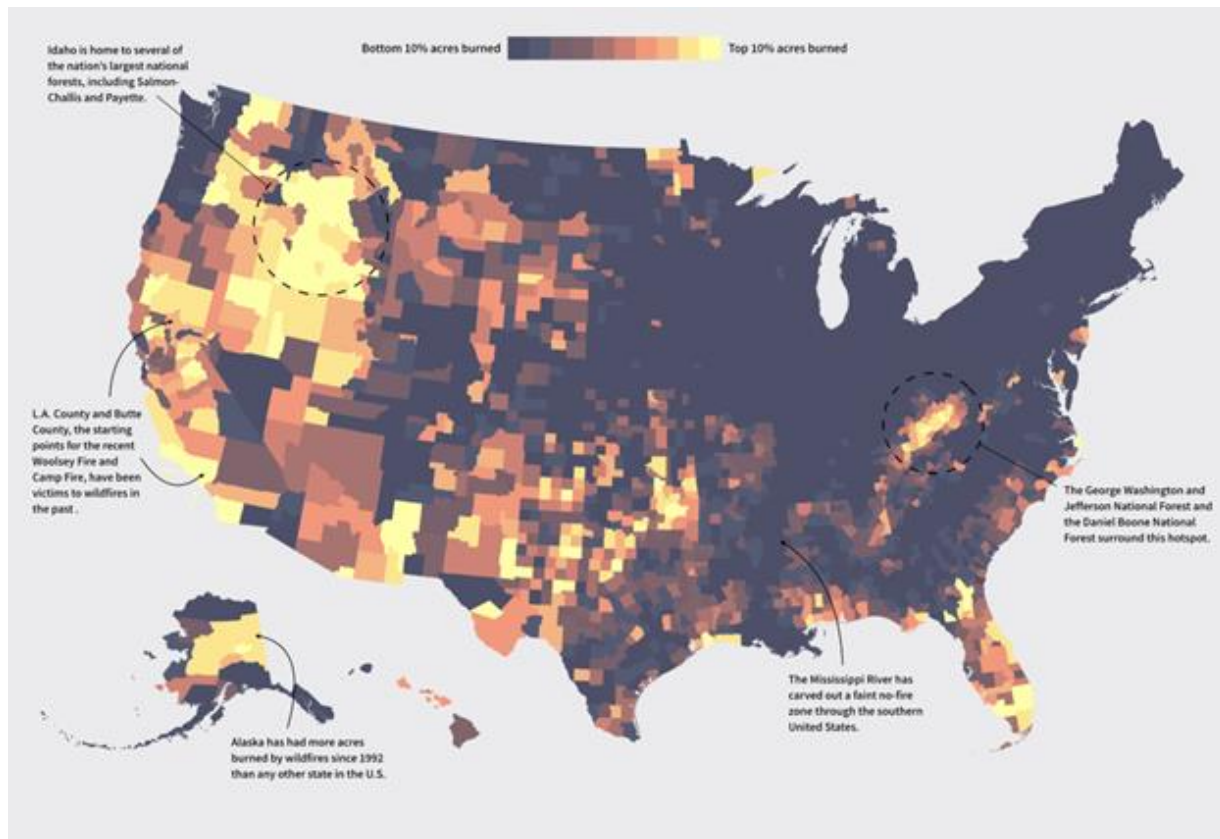 Idaho is home to several of
the nation's largest national
forests, including Salmon-
Challis and Payette.
Bottom 10% acres burned
Top 10% acres burned
L.A. County and Butte
County, the starting
points for the recent
Woolsey Fire and
Camp Fire, have been
victims to wildfires in
the past .
The George Washington and
Jefferson National Forest and
the Daniel Boone National
Forest surround this hotspot.
The Mississippi River has
carved out a faint no-fire
zone through the southern
United States.
Alaska has had more acres
burned by wildfires since 1992
than any other state in the U.S.